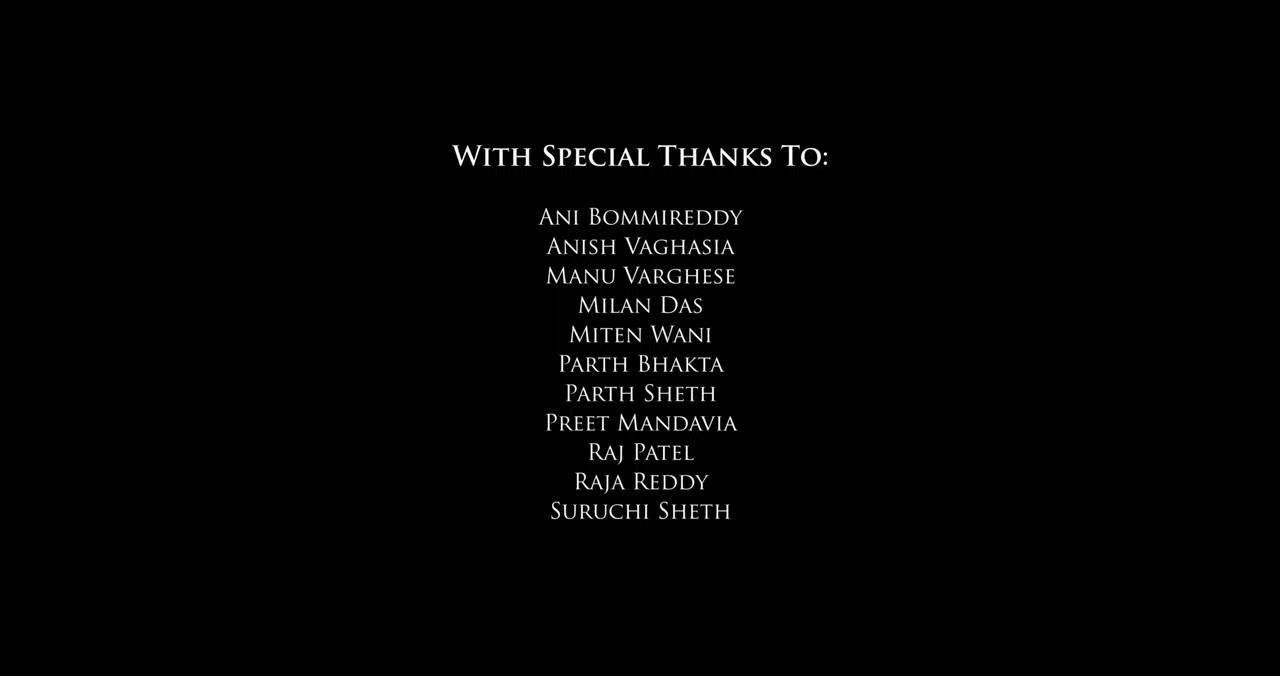 With Special Thanks To:
Ani Bommireddy
Anish Vaghasia
Manu Varghese
Milan Das
Miten Wani
Parth Bhakta
Parth Sheth
Preet Mandavia
Raj Patel
Raja Reddy
Suruchi Sheth